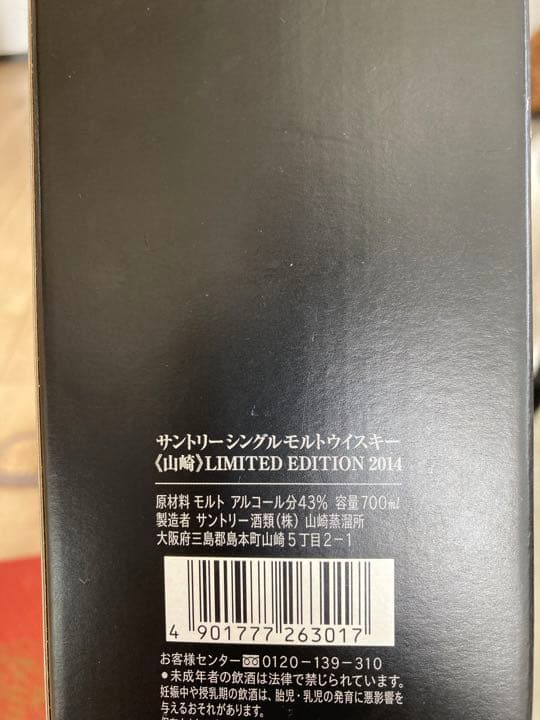 サントリーシングルモルトウイスキー
《山崎》LIMITED EDITION 2014
原材料 モルト アルコール分43% 容量700ml
製造者 サントリー酒類(株) 山崎蒸溜所
大阪府三島郡島本町山崎5丁目2-1
4 901777 263017
お客様センター 0120-139-310
●未成年者の飲酒は法律で禁じられています。
妊娠中や授乳期の飲酒は、胎児・乳児の発育に悪影響を
与えるおそれがあります。